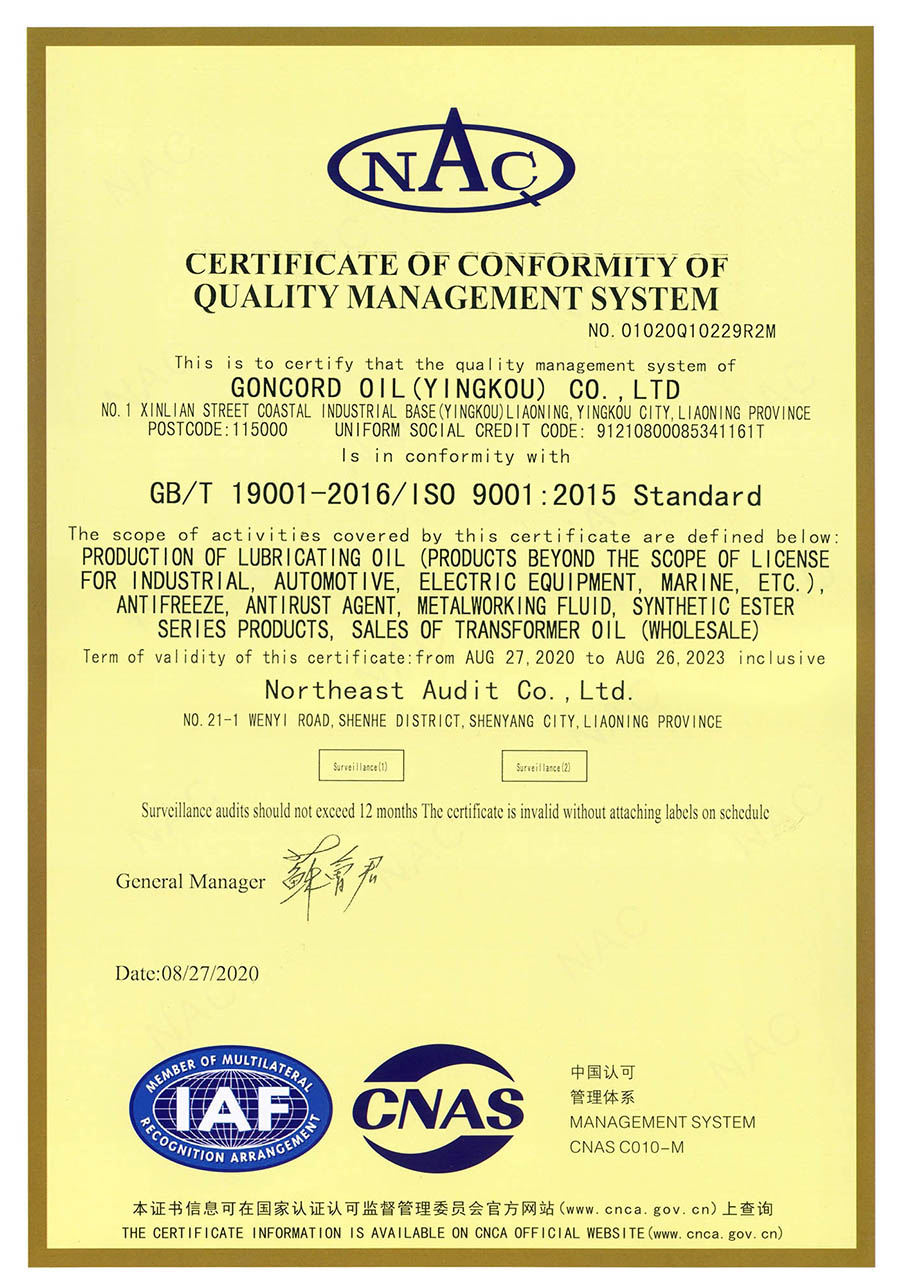 NAC
CERTIFICATE OF CONFORMITY OF
QUALITY MANAGEMENT SYSTEM
NO. 01020Q10229R2M
This is to certify that the quality management system of
GONCORD OIL(YINGKOU) CO.,LTD
NO.1 XINLIAN STREET COASTAL INDUSTRIAL BASE(YINGKOU)LIAONING,YINGKOU CITY,LIAONING PROVINCE
POSTCODE:115000 UNIFORM SOCIAL CREDIT CODE: 91210800085341161T
Is in conformity with
GB/T 19001-2016/ISO 9001:2015 Standard
The scope of activities covered by this certificate are defined below:
PRODUCTION OF LUBRICATING OIL (PRODUCTS BEYOND THE SCOPE OF LICENSE
FOR INDUSTRIAL, AUTOMOTIVE, ELECTRIC EQUIPMENT, MARINE, ETC.),
ANTIFREEZE, ANTIRUST AGENT, METALWORKING FLUID, SYNTHETIC ESTER
SERIES PRODUCTS, SALES OF TRANSFORMER OIL (WHOLESALE)
Term of validity of this certificate:from AUG 27,2020 to AUG 26,2023 inclusive
Northeast Audit Co.,Ltd.
NO.21-1 WENYI ROAD,SHENHE DISTRICT,SHENYANG CITY,LIAONING PROVINCE
Surveillance(1) Surveillance(2)
Surveillance audits should not exceed 12 months The certificate is invalid without attaching labels on schedule
General Manager
Date:08/27/2020
MEMBER OF MULTILATERAL
IAF
RECOGNITION ARRANGEMENT
CNAS
中国认可
管理体系
MANAGEMENT SYSTEM
CNAS C010-M
本证书信息可在国家认证认可监督管理委员会官方网站(www.cnca.gov.cn)上查询
THE CERTIFICATE INFORMATION IS AVAILABLE ON CNCA OFFICIAL WEBSITE(www.cnca.gov.cn)